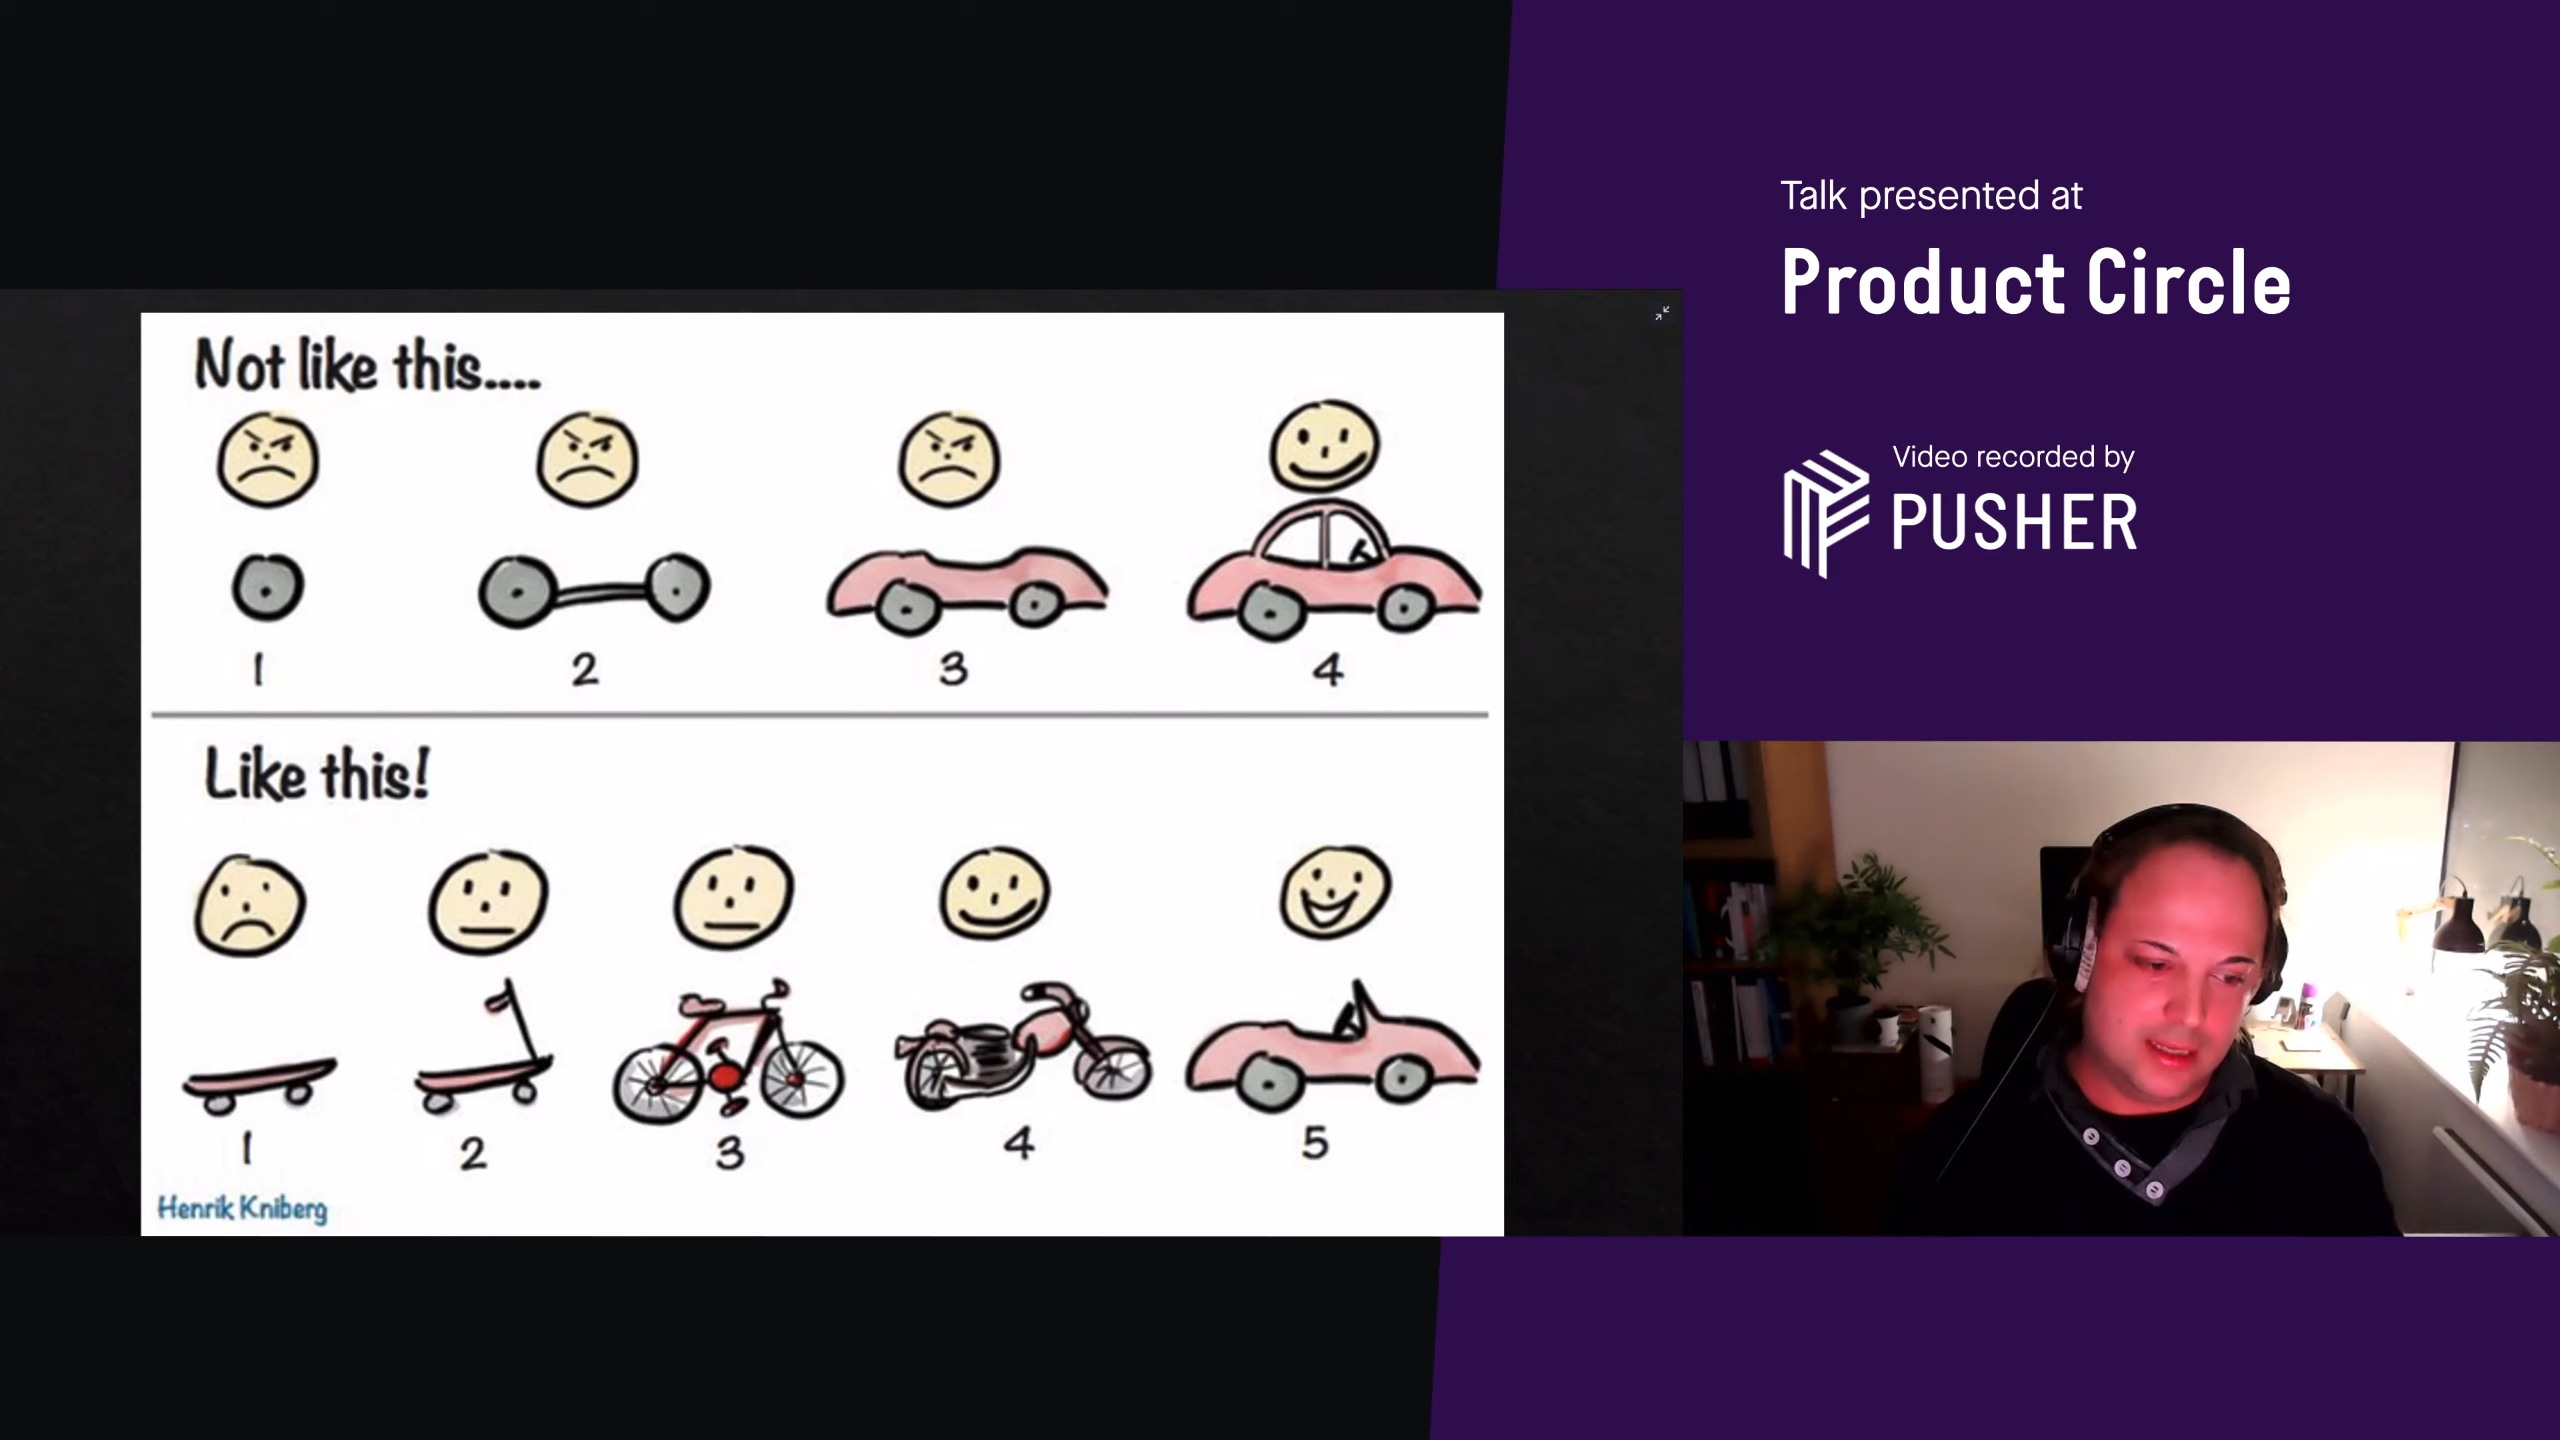 Not like this.....
1
2
3
4
Like this!
1
2
3
4
5
Henrik Kniberg
Talk presented at
Product Circle
Video recorded by
PUSHER